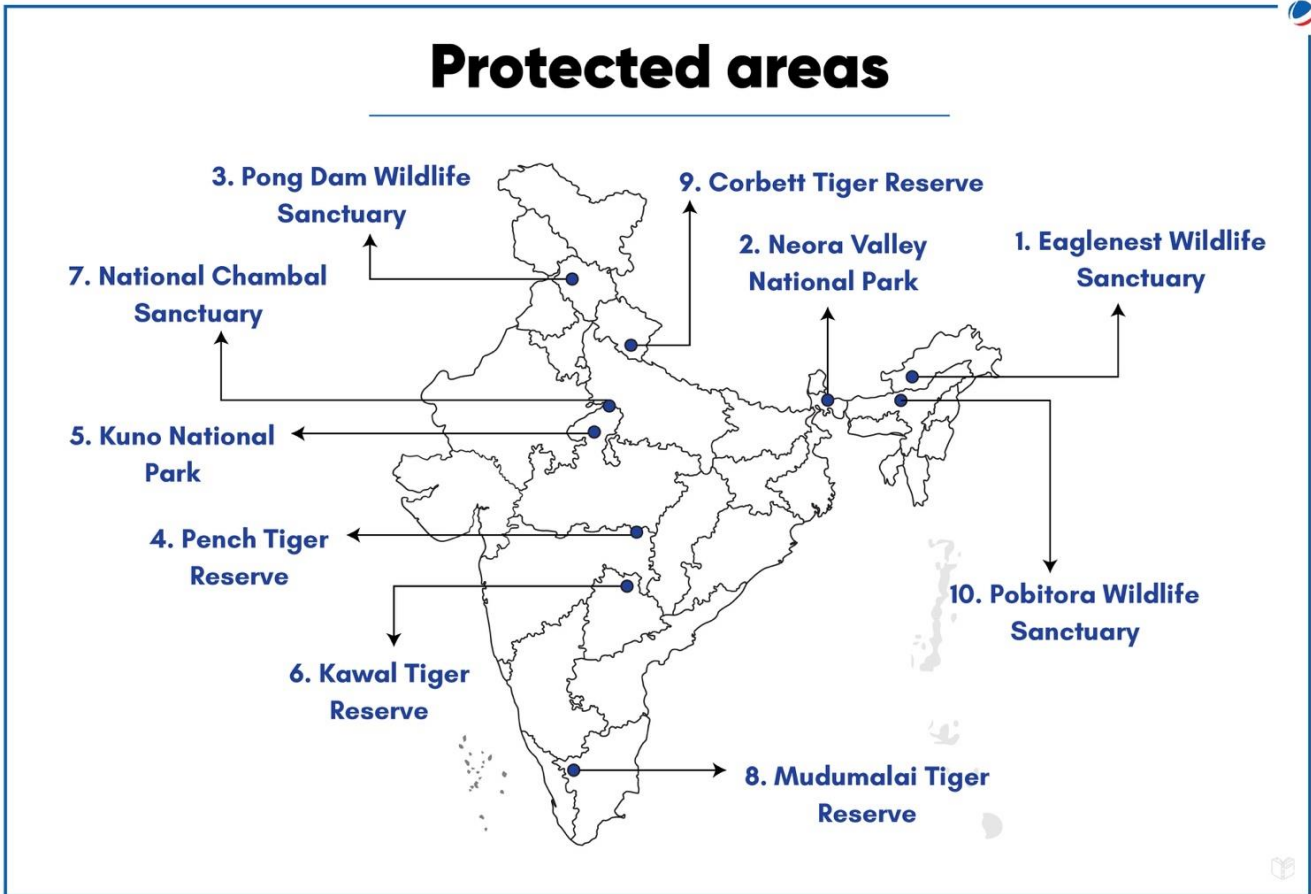 Protected areas
3. Pong Dam Wildlife
Sanctuary
9. Corbett Tiger Reserve
2. Neora Valley
National Park
1. Eaglenest Wildlife
Sanctuary
7. National Chambal
Sanctuary
5. Kuno National
Park
4. Pench Tiger
Reserve
10. Pobitora Wildlife
Sanctuary
6. Kawal Tiger
Reserve
8. Mudumalai Tiger
Reserve